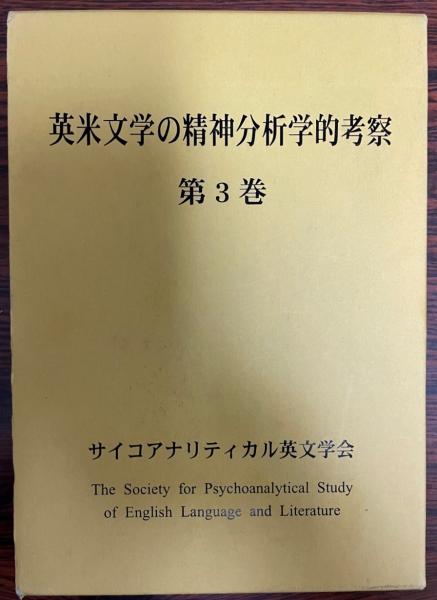 英米文学の精神分析学的考察
第3巻
サイコアナリティカル英文学会
The Society for Psychoanalytical Study
of English Language and Literature